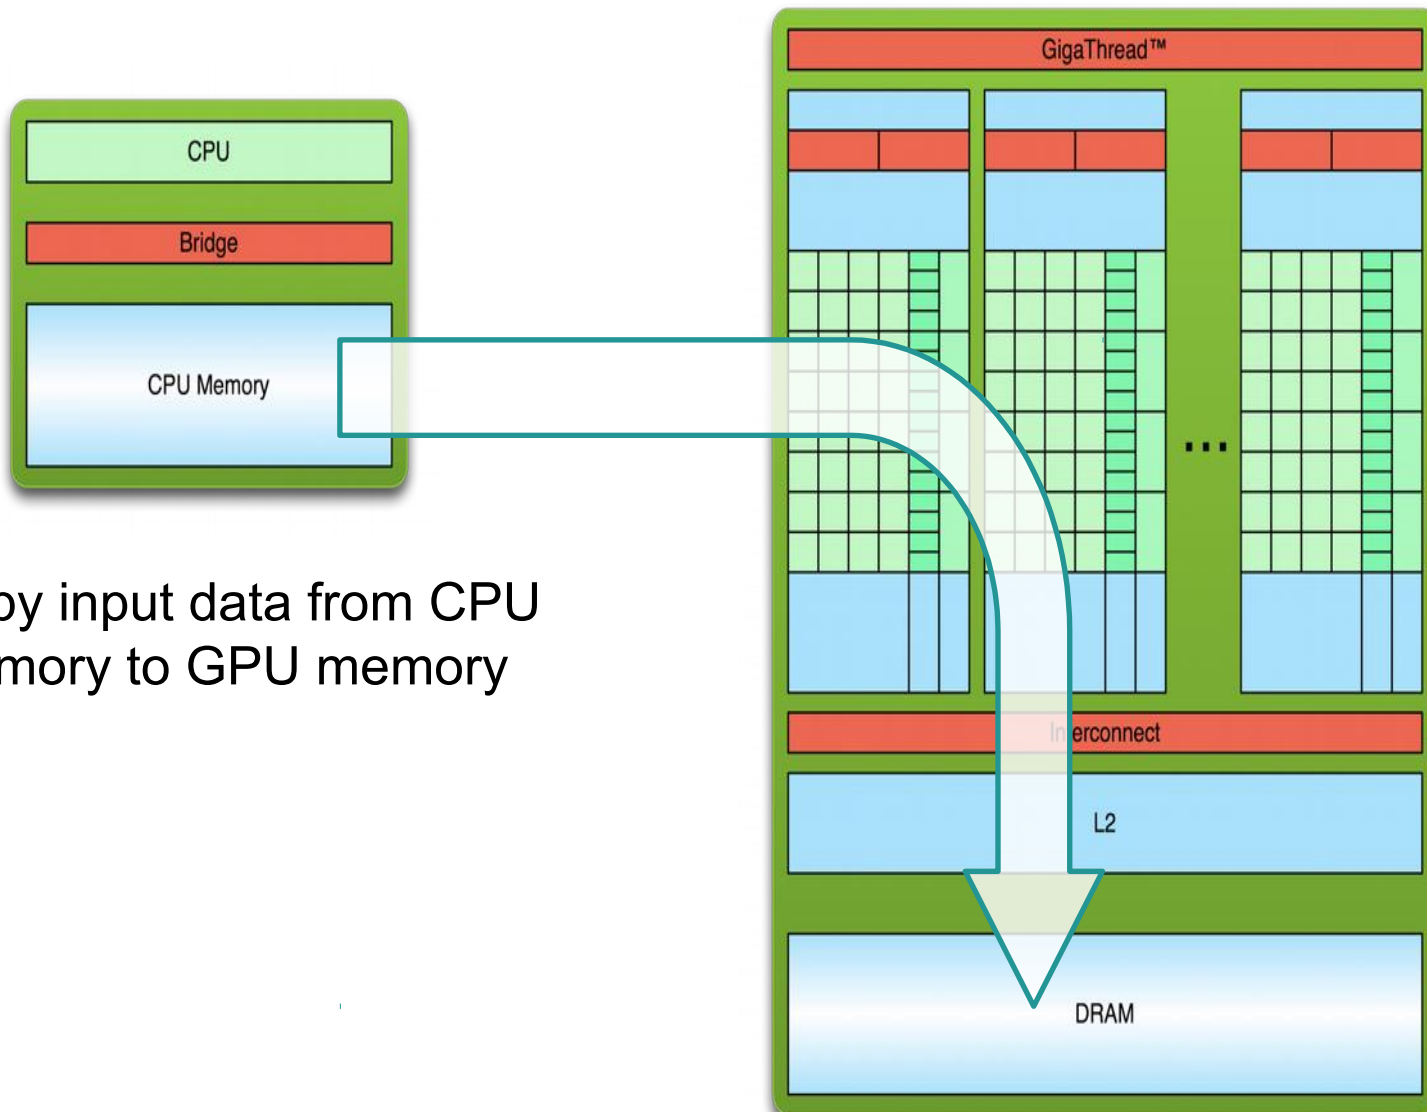 GigaThread™
CPU
Bridge
CPU Memory
...
py input data from CPU
mory to GPU memory
Interconnect
L2
DRAM